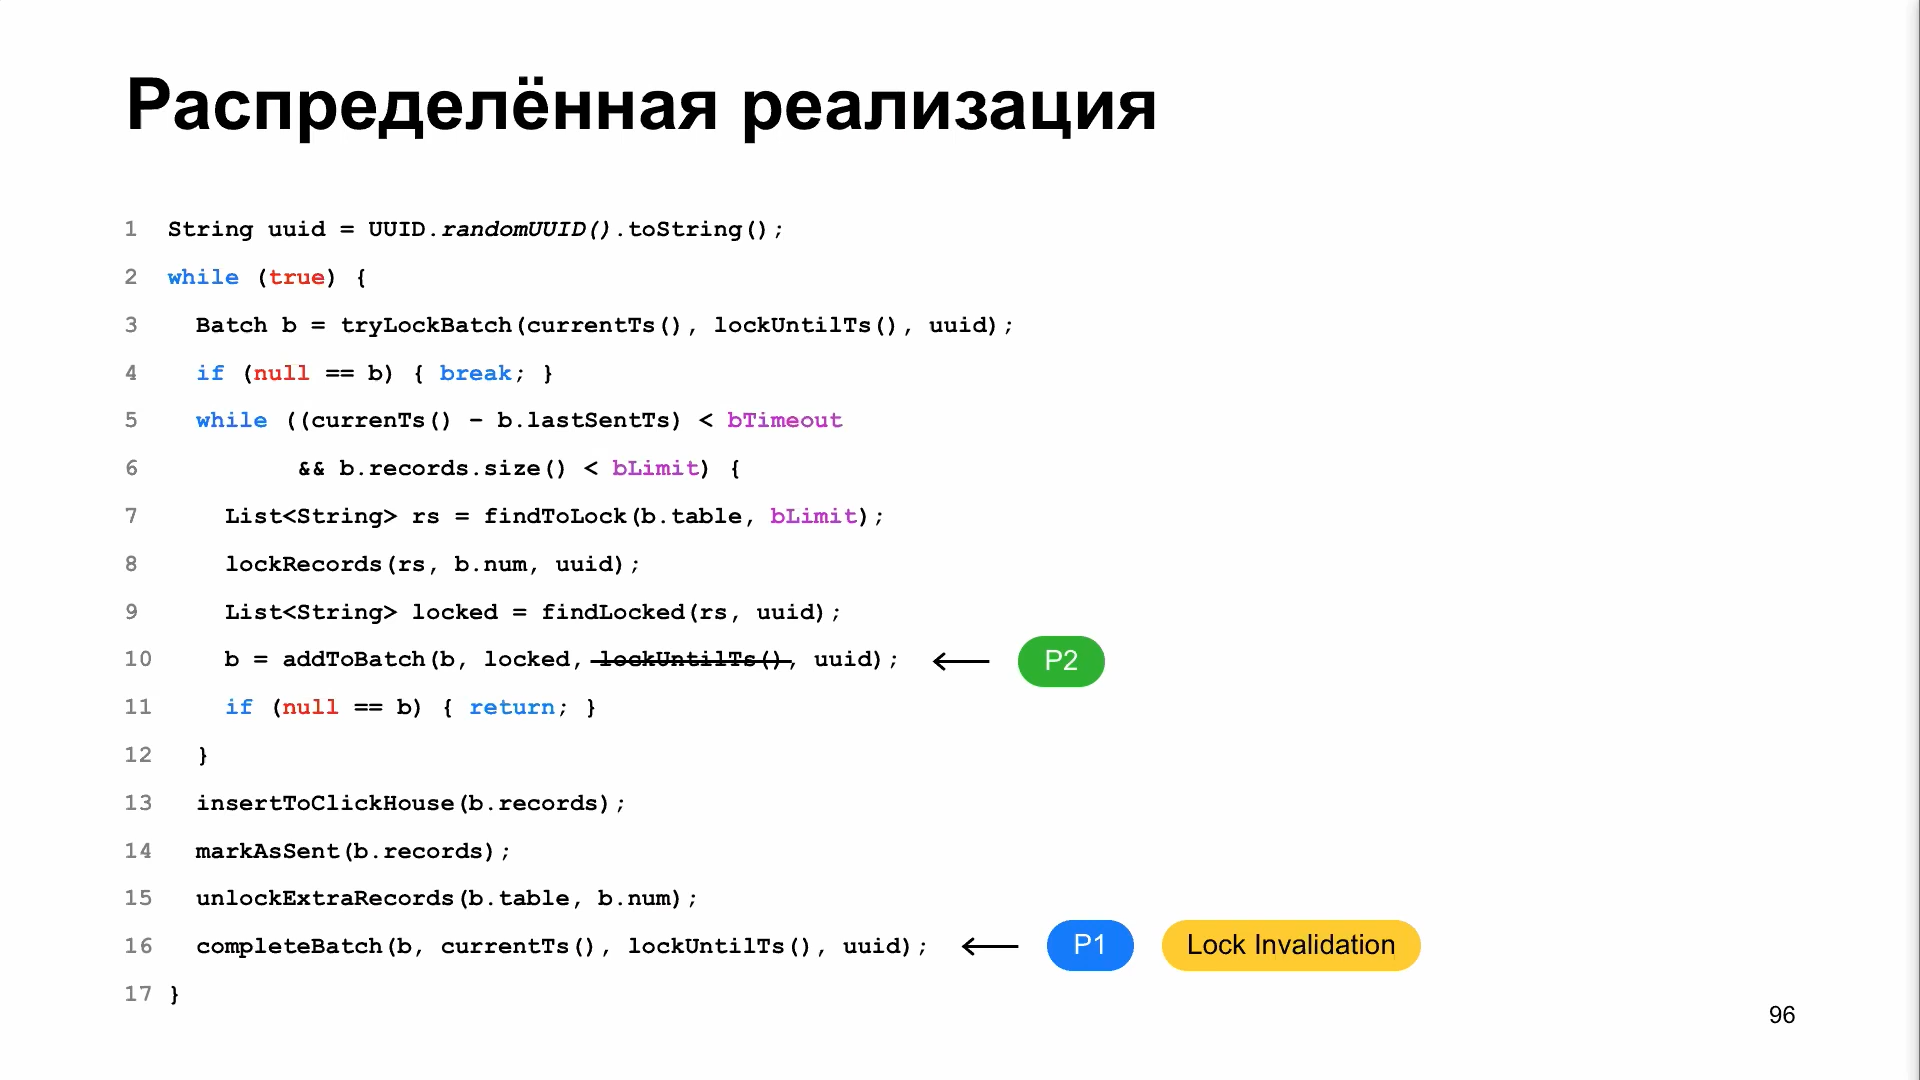 Распределённая реализация
1 String uuid = UUID.randomUUID().toString();
2 while (true) {
3 Batch b = tryLockBatch(currentTs(), lockUntilTs(), uuid);
4 if (null == b) { break; }
5 while ((currenTs() – b.lastSentTs) < bTimeout
6 && b.records.size() < bLimit) {
7 List<String> rs = findToLock(b.table, bLimit);
8 lockRecords(rs, b.num, uuid);
9 List<String> locked = findLocked(rs, uuid);
10 b = addToBatch(b, locked, lockUntilTs(), uuid); P2
11 if (null == b) { return; }
12 }
13 insertToClickHouse(b.records);
14 markAsSent(b.records);
15 unlockExtraRecords(b.table, b.num);
16 completeBatch(b, currentTs(), lockUntilTs(), uuid); P1 Lock Invalidation
17 }
96